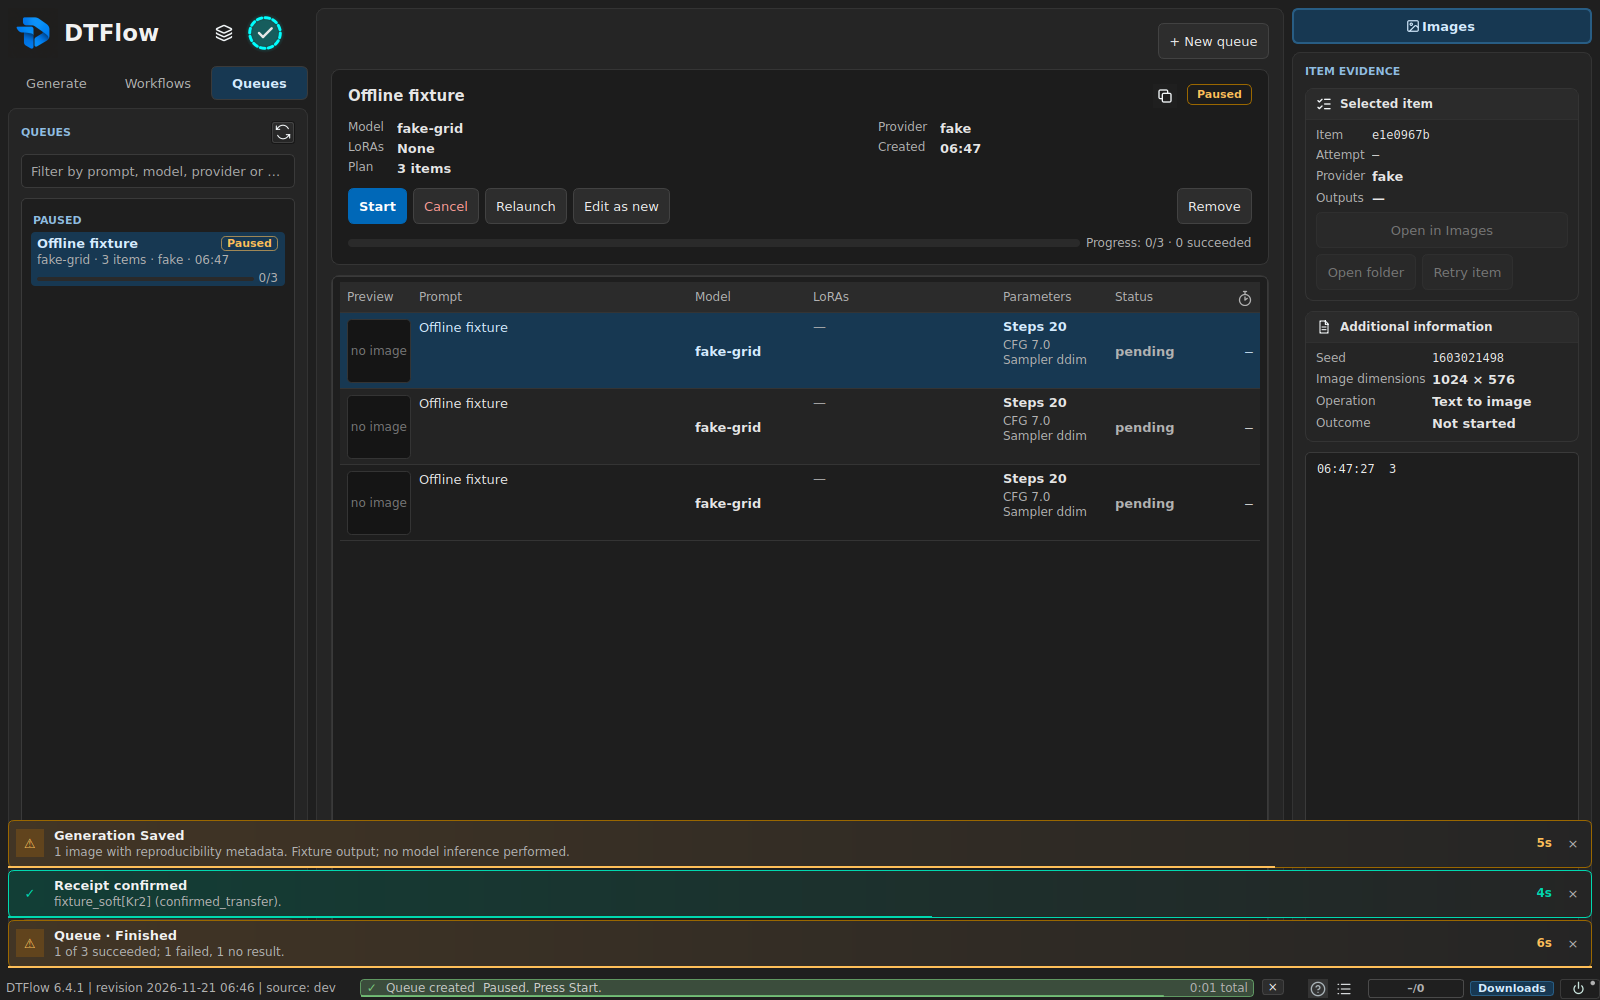 DTFlow
Generate Workflows Queues
QUEUES
Filter by prompt, model, provider or ...
PAUSED
Offline fixture Paused
fake-grid · 3 items · fake · 06:47
0/3
+ New queue
Offline fixture Paused
Model fake-grid Provider fake
LoRAs None Created 06:47
Plan 3 items
Start Cancel Relaunch Edit as new Remove
Progress: 0/3 · 0 succeeded
Preview Prompt Model LoRAs Parameters Status
no image Offline fixture fake-grid — Steps 20 CFG 7.0 Sampler ddim pending –
no image Offline fixture fake-grid — Steps 20 CFG 7.0 Sampler ddim pending –
no image Offline fixture fake-grid — Steps 20 CFG 7.0 Sampler ddim pending –
Images
ITEM EVIDENCE
Selected item
Item e1e0967b
Attempt –
Provider fake
Outputs —
Open in Images
Open folder Retry item
Additional information
Seed 1603021498
Image dimensions 1024 × 576
Operation Text to image
Outcome Not started
06:47:27 3
Generation Saved
1 image with reproducibility metadata. Fixture output; no model inference performed.
5s ×
Receipt confirmed
fixture_soft[Kr2] (confirmed_transfer).
4s ×
Queue · Finished
1 of 3 succeeded; 1 failed, 1 no result.
6s ×
DTFlow 6.4.1 | revision 2026-11-21 06:46 | source: dev
✓ Queue created Paused. Press Start. 0:01 total ×
–/0 Downloads